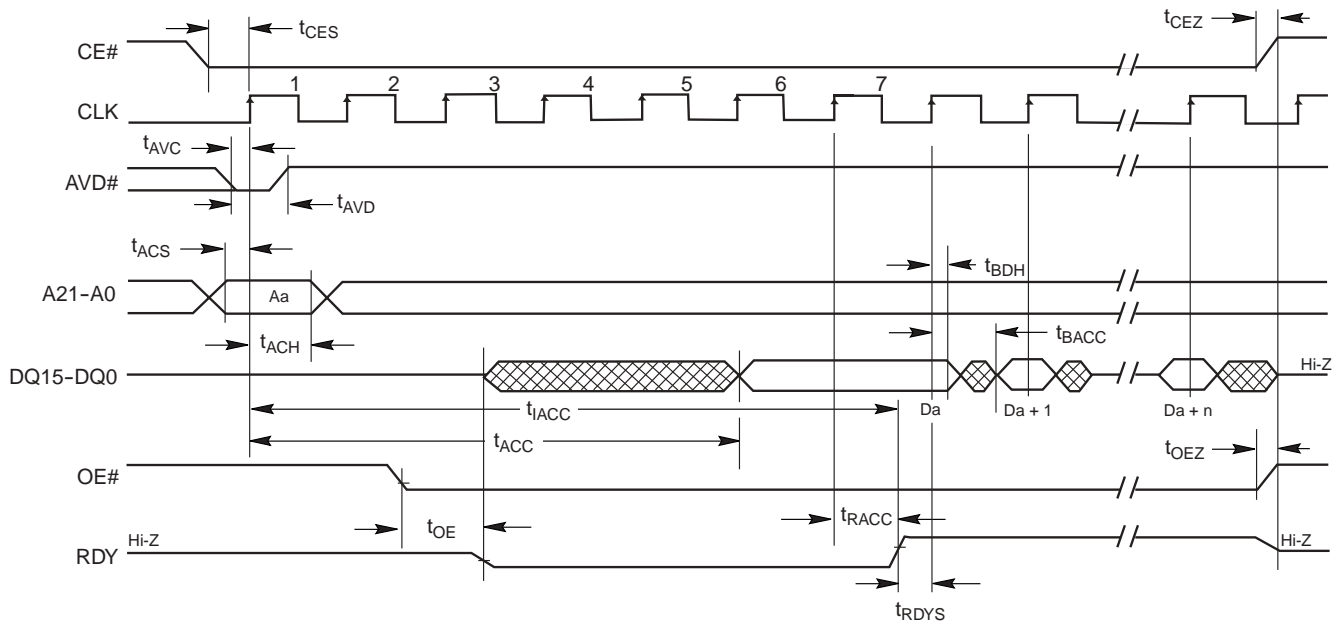 tCES
tCEZ
CE#
1 2 3 4 5 6 7
CLK
tAVC
AVD#
tAVD
tACS
tBDH
A21-A0
Aa
tACH
tBACC
DQ15-DQ0
Hi-Z
tIACC
Da
Da + 1
Da + n
tACC
tOEZ
OE#
tOE
tRACC
RDY
Hi-Z
Hi-Z
tRDYS